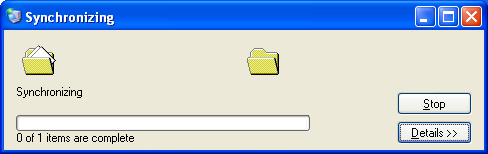 Synchronizing
Synchronizing
Stop
0 of 1 items are complete
Details >>